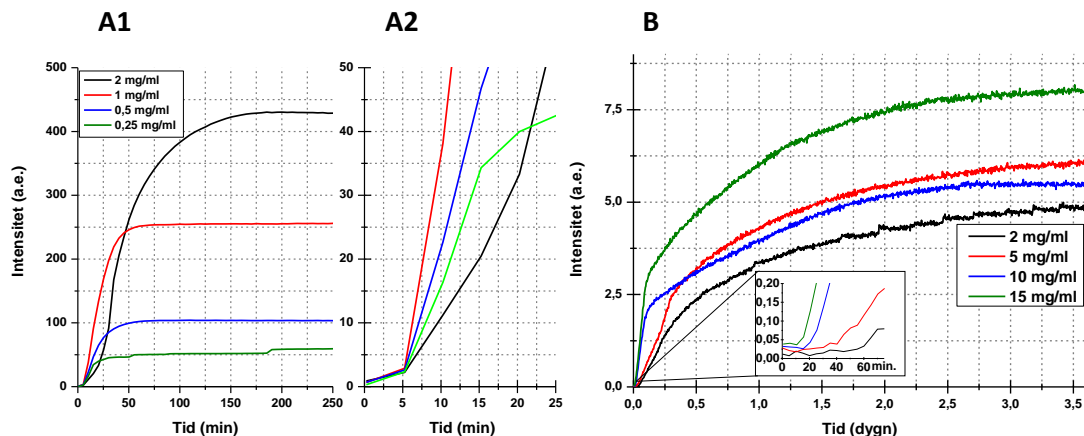 A1
A2
B
Intensitet (a.e.)
500
400
300
200
100
0
2 mg/ml
1 mg/ml
0,5 mg/ml
0,25 mg/ml
0
50
100
150
200
250
Tid (min)
50
40
30
20
10
0
0
5
10
15
20
25
Tid (min)
Intensitet (a.e.)
7,5
5,0
2,5
0,0
2 mg/ml
5 mg/ml
10 mg/ml
15 mg/ml
0,20
0,15
0,10
0,05
0,00
0
20
40
60min.
0,0
0,5
1,0
1,5
2,0
2,5
3,0
3,5
Tid (dygn)